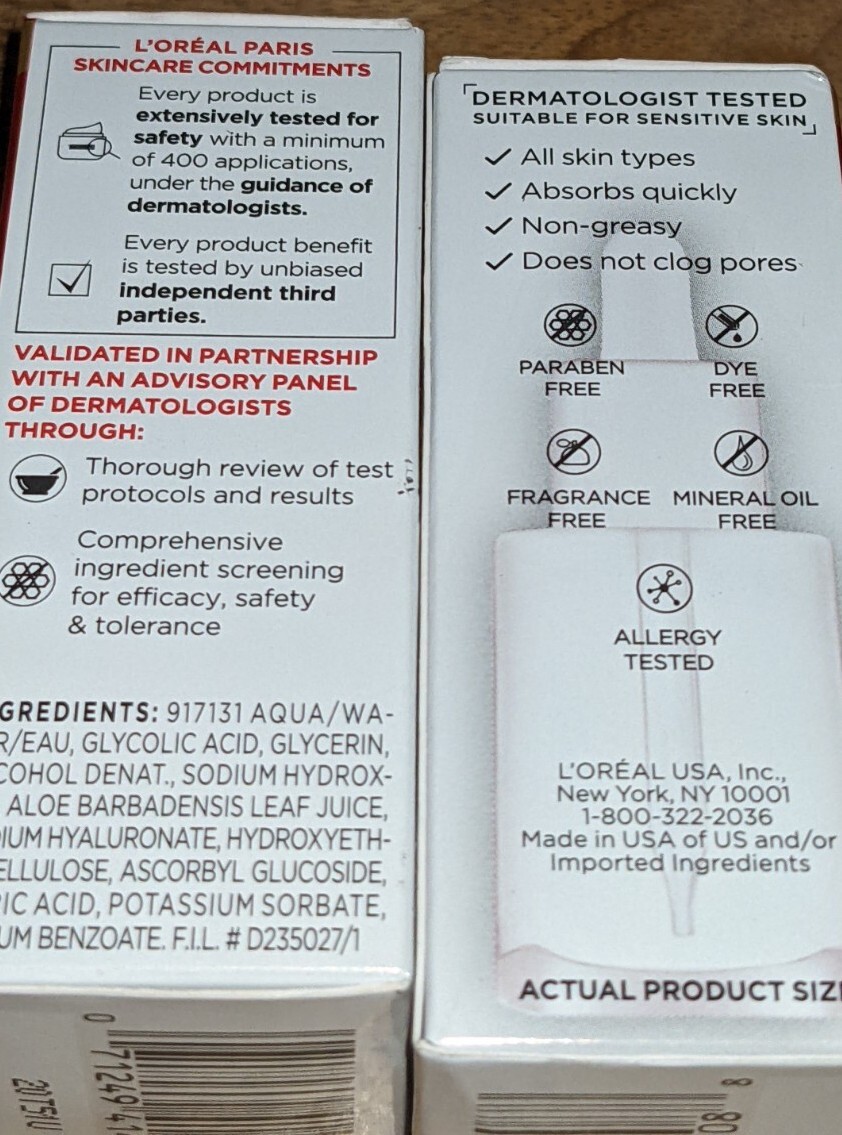 L'ORÉAL PARIS
SKINCARE COMMITMENTS
Every product is
extensively tested for
safety with a minimum
of 400 applications,
under the guidance of
dermatologists.
Every product benefit
is tested by unbiased
independent third
parties.
VALIDATED IN PARTNERSHIP
WITH AN ADVISORY PANEL
OF DERMATOLOGISTS
THROUGH:
Thorough review of test
protocols and results
Comprehensive
ingredient screening
for efficacy, safety
& tolerance
GREDIENTS: 917131 AQUA/WA-
R/EAU, GLYCOLIC ACID, GLYCERIN,
COHOL DENAT., SODIUM HYDROX-
ALOE BARBADENSIS LEAF JUICE,
IUM HYALURONATE, HYDROXYETH-
ELLULOSE, ASCORBYL GLUCOSIDE,
IC ACID, POTASSIUM SORBATE,
UM BENZOATE. F.I.L. # D235027/1
0 71249 4
DERMATOLOGIST TESTED
SUITABLE FOR SENSITIVE SKIN
All skin types
Absorbs quickly
Non-greasy
Does not clog pores
PARABEN
FREE
DYE
FREE
FRAGRANCE
FREE
MINERAL OIL
FREE
ALLERGY
TESTED
L'ORÉAL USA, Inc.,
New York, NY 10001
1-800-322-2036
Made in USA of US and/or
Imported Ingredients
ACTUAL PRODUCT SIZE
08 8